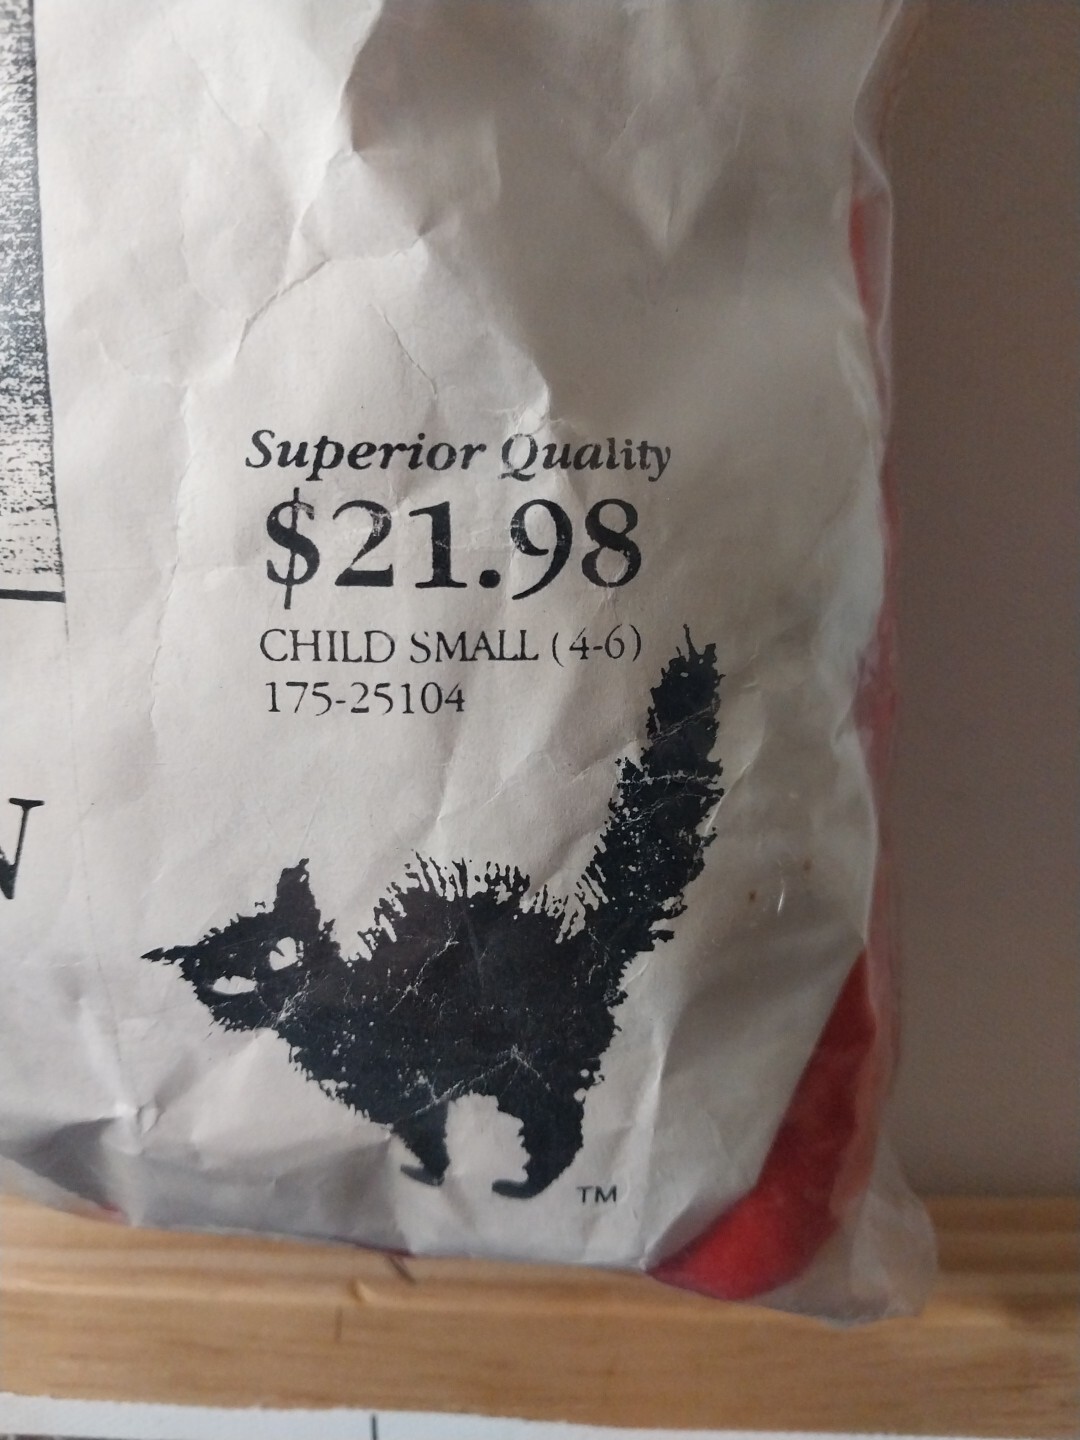 Superior Quality
$21.98
CHILD SMALL (4-6)
175-25104
TM